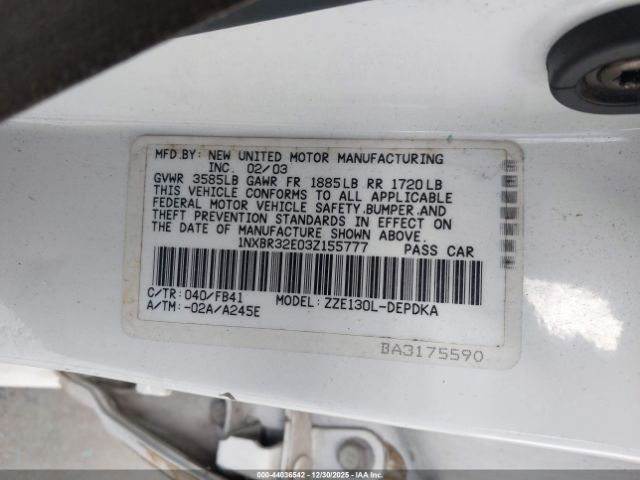 MFD.BY: NEW UNITED MOTOR MANUFACTURING
INC. 02/03
GVWR 3585LB GAWR FR 1885LB RR 1720LB
THIS VEHICLE CONFORMS TO ALL APPLICABLE
FEDERAL MOTOR VEHICLE SAFETY,BUMPER,AND
THEFT PREVENTION STANDARDS IN EFFECT ON
THE DATE OF MANUFACTURE SHOWN ABOVE.
1NXBR32E03Z155777 PASS CAR
C/TR: 040/FB41 MODEL: ZZE130L-DEPDKA
A/TM: -02A/A245E
BA3175590
000-44036542 - 12/30/2025 - IAAI.com